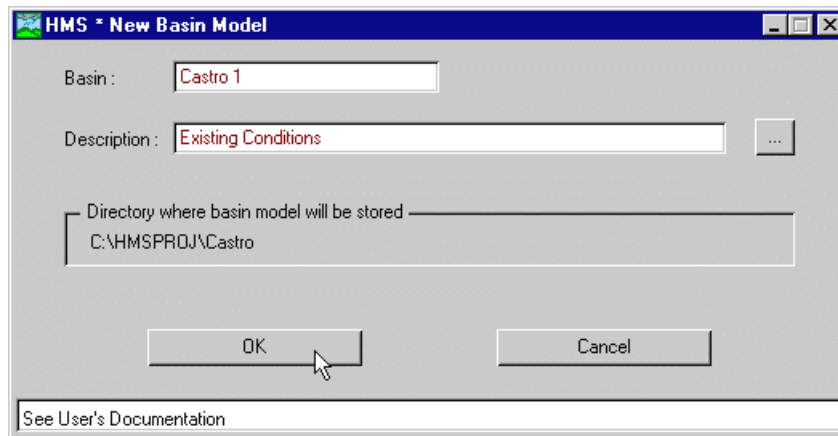 HMS * New Basin Model
Basin : Castro 1
Description : Existing Conditions ...
Directory where basin model will be stored
C:\HMSPROJ\Castro
OK Cancel
See User's Documentation